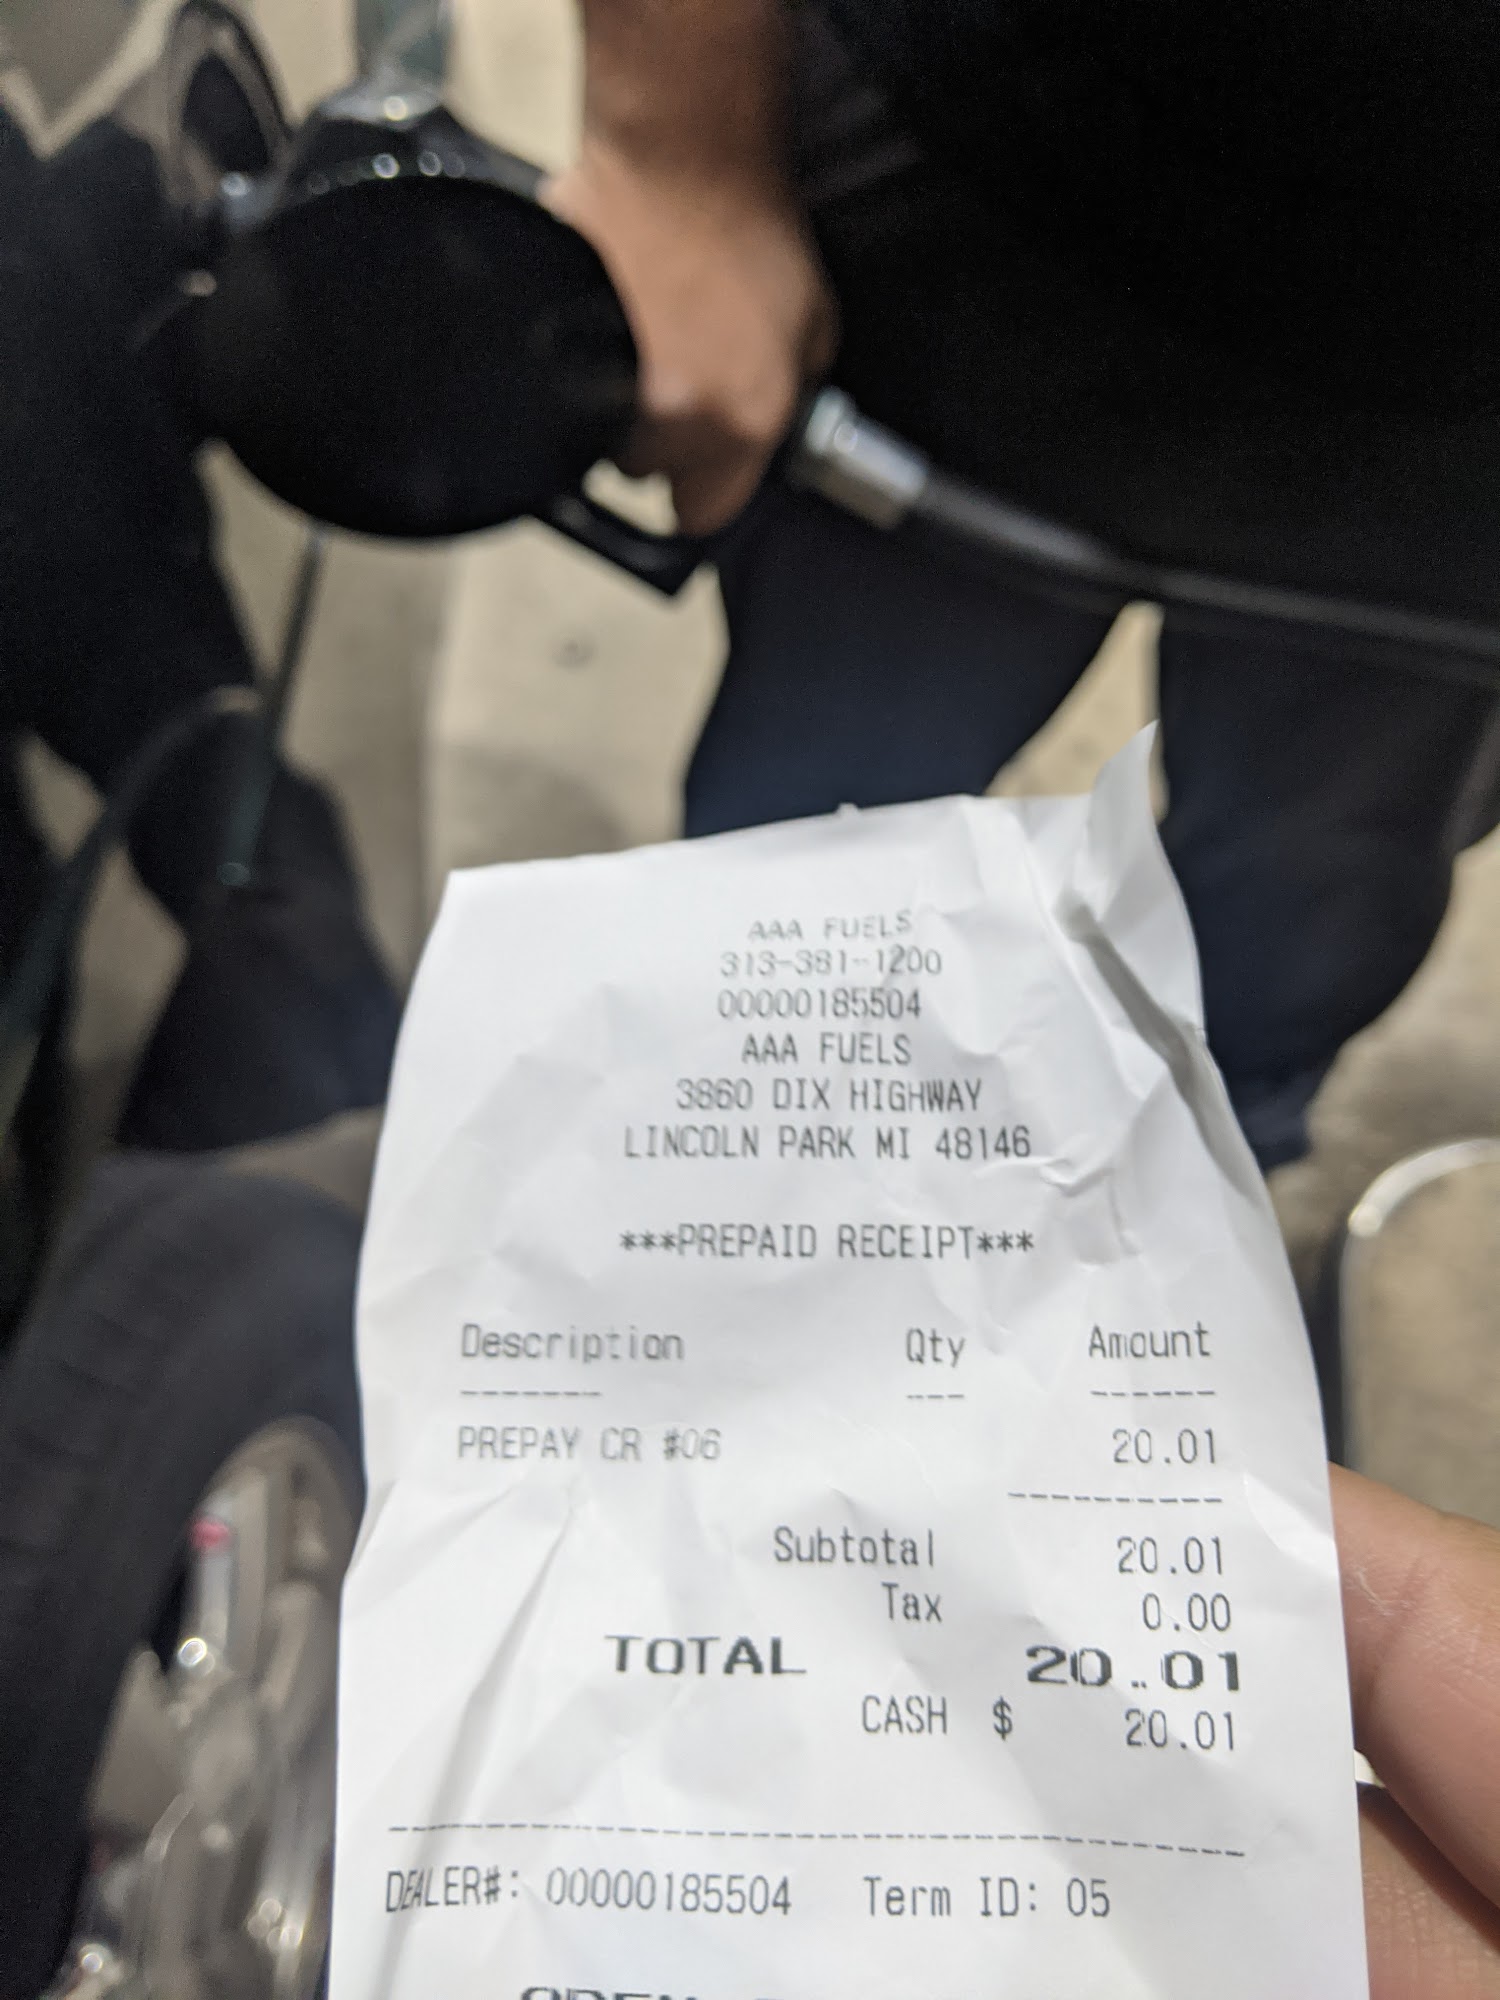 AAA FUELS
313-381-1200
00000185504
AAA FUELS
3860 DIX HIGHWAY
LINCOLN PARK MI 48146
***PREPAID RECEIPT***
Description Qty Amount
------- --- ------
PREPAY CR #06 20.01
----------
Subtotal 20.01
Tax 0.00
TOTAL 20.01
CASH $ 20.01
DEALER#: 00000185504 Term ID: 05